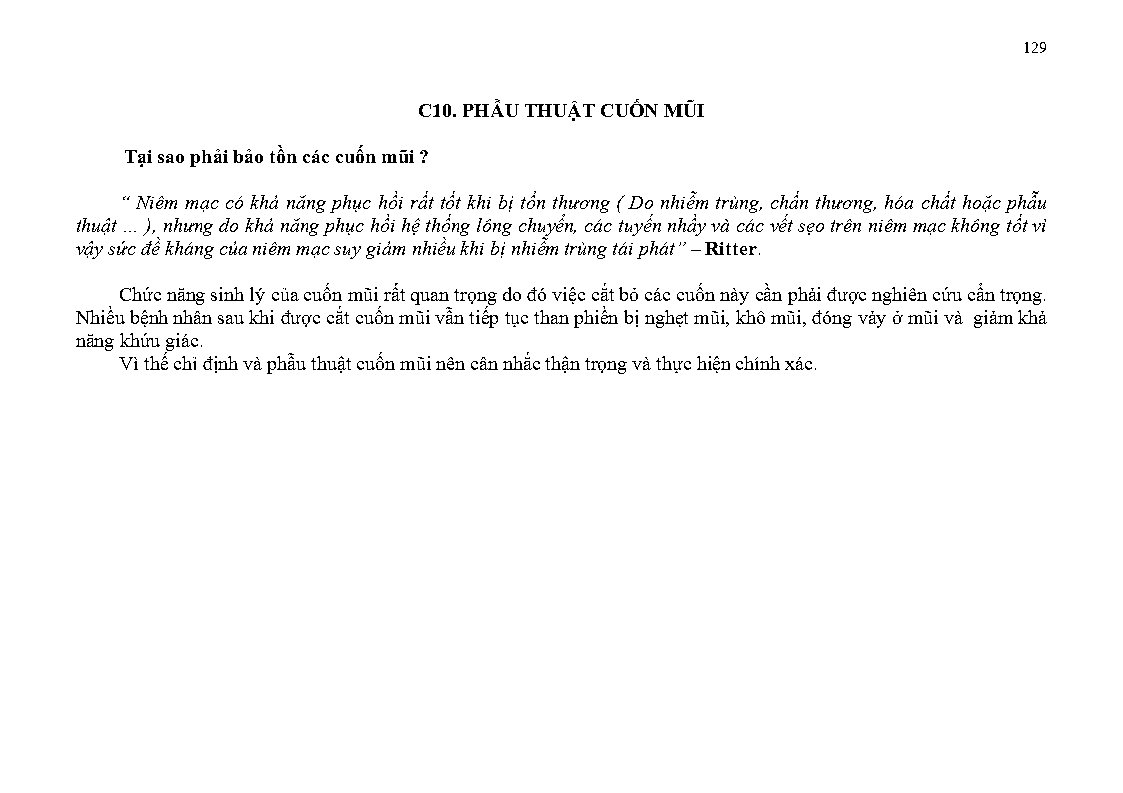 129
C10. PHẪU THUẬT CUỐN MŨI
Tại sao phải bảo tồn các cuốn mũi ?
“ Niêm mạc có khả năng phục hồi rất tốt khi bị tổn thương ( Do nhiễm trùng, chấn thương, hóa chất hoặc phẫu
thuật ... ), nhưng do khả năng phục hồi hệ thống lông chuyển, các tuyến nhầy và các vết sẹo trên niêm mạc không tốt vì
vậy sức đề kháng của niêm mạc suy giảm nhiều khi bị nhiễm trùng tái phát” – Ritter.
Chức năng sinh lý của cuốn mũi rất quan trọng do đó việc cắt bỏ các cuốn này cần phải được nghiên cứu cẩn trọng.
Nhiều bệnh nhân sau khi được cắt cuốn mũi vẫn tiếp tục than phiền bị nghẹt mũi, khô mũi, đóng vảy ở mũi và  giảm khả
năng khứu giác.
Vì thế chỉ định và phẫu thuật cuốn mũi nên cân nhắc thận trọng và thực hiện chính xác.